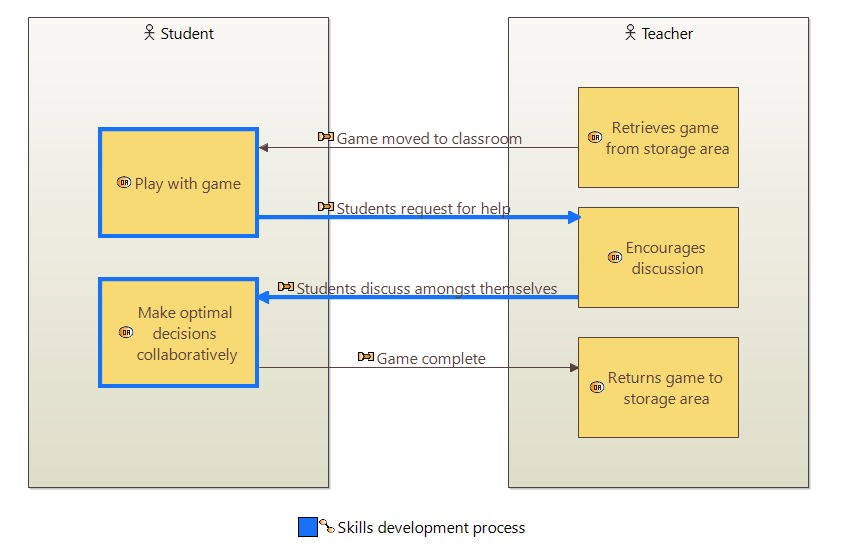 Student
Teacher
Retrieves game
from storage area
Game moved to classroom
Play with game
Students request for help
Encourages
discussion
Students discuss amongst themselves
Make optimal
decisions
collaboratively
Game complete
Returns game to
storage area
Skills development process